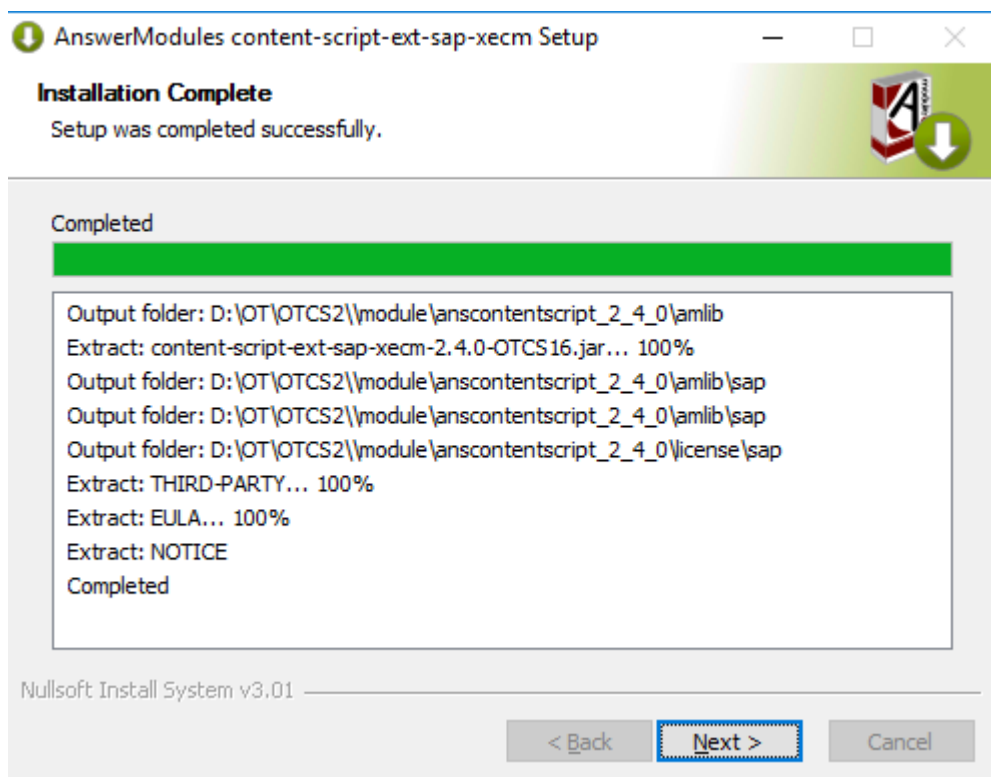 AnswerModules content-script-ext-sap-xecm Setup
Installation Complete
Setup was completed successfully.
Completed
Output folder: D:\OT\OTCS2\\module\anscontentscript_2_4_0\amlib
Extract: content-script-ext-sap-xecm-2.4.0-OTCS16.jar... 100%
Output folder: D:\OT\OTCS2\\module\anscontentscript_2_4_0\amlib\sap
Output folder: D:\OT\OTCS2\\module\anscontentscript_2_4_0\amlib\sap
Output folder: D:\OT\OTCS2\\module\anscontentscript_2_4_0\license\sap
Extract: THIRD-PARTY... 100%
Extract: EULA... 100%
Extract: NOTICE
Completed
Nullsoft Install System v3.01
< Back
Next >
Cancel